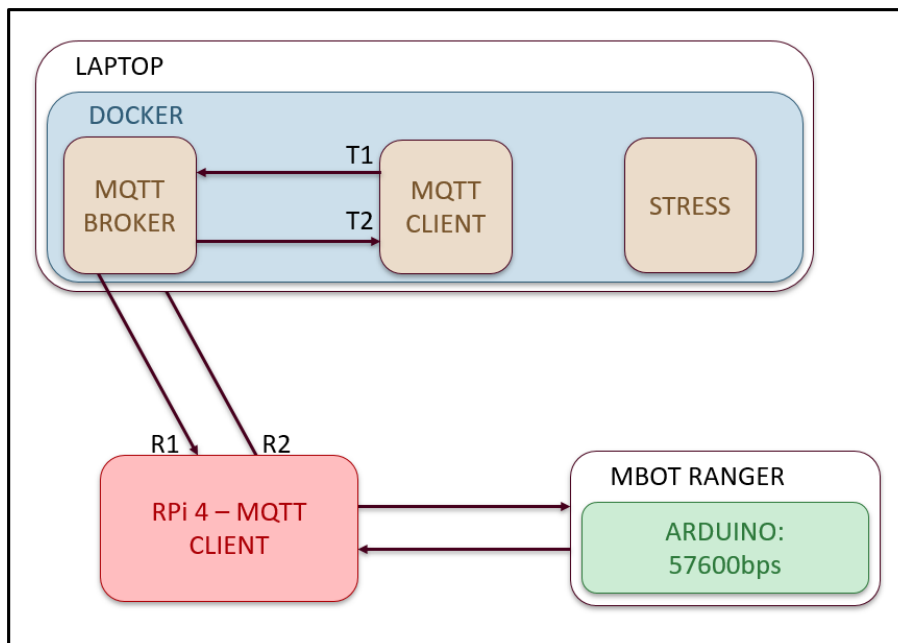 LAPTOP
DOCKER
MQTT
BROKER
T1
T2
MQTT
CLIENT
STRESS
R1
R2
RPi 4 – MQTT
CLIENT
MBOT RANGER
ARDUINO:
57600bps